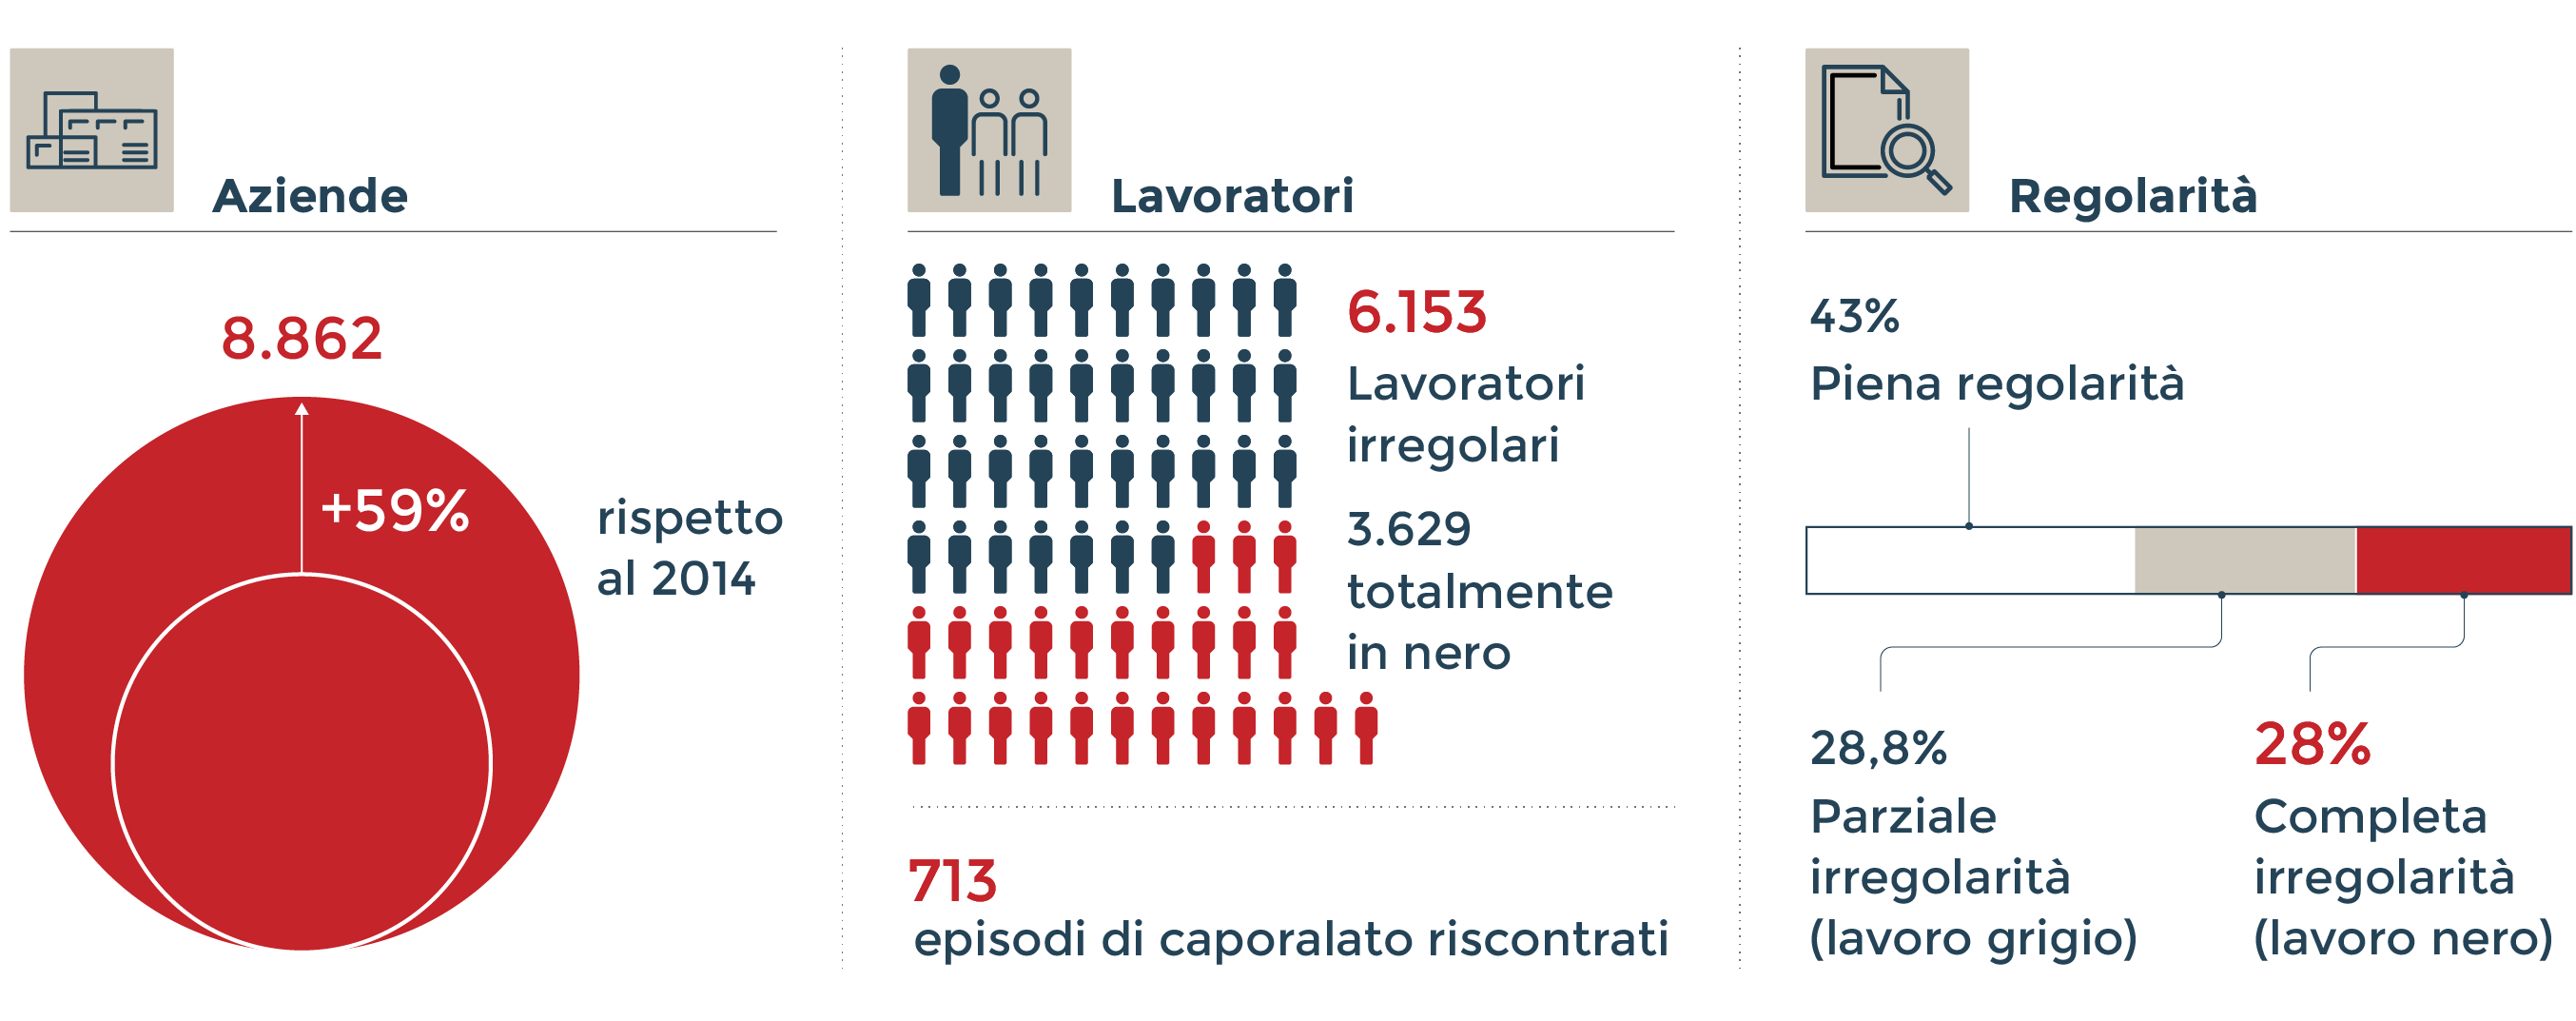 Aziende
8.862
+59%
rispetto
al 2014
Lavoratori
6.153
Lavoratori
irregolari
3.629
totalmente
in nero
713
episodi di caporalato riscontrati
Regolarità
43%
Piena regolarità
28,8%
Parziale
irregolarità
(lavoro grigio)
28%
Completa
irregolarità
(lavoro nero)